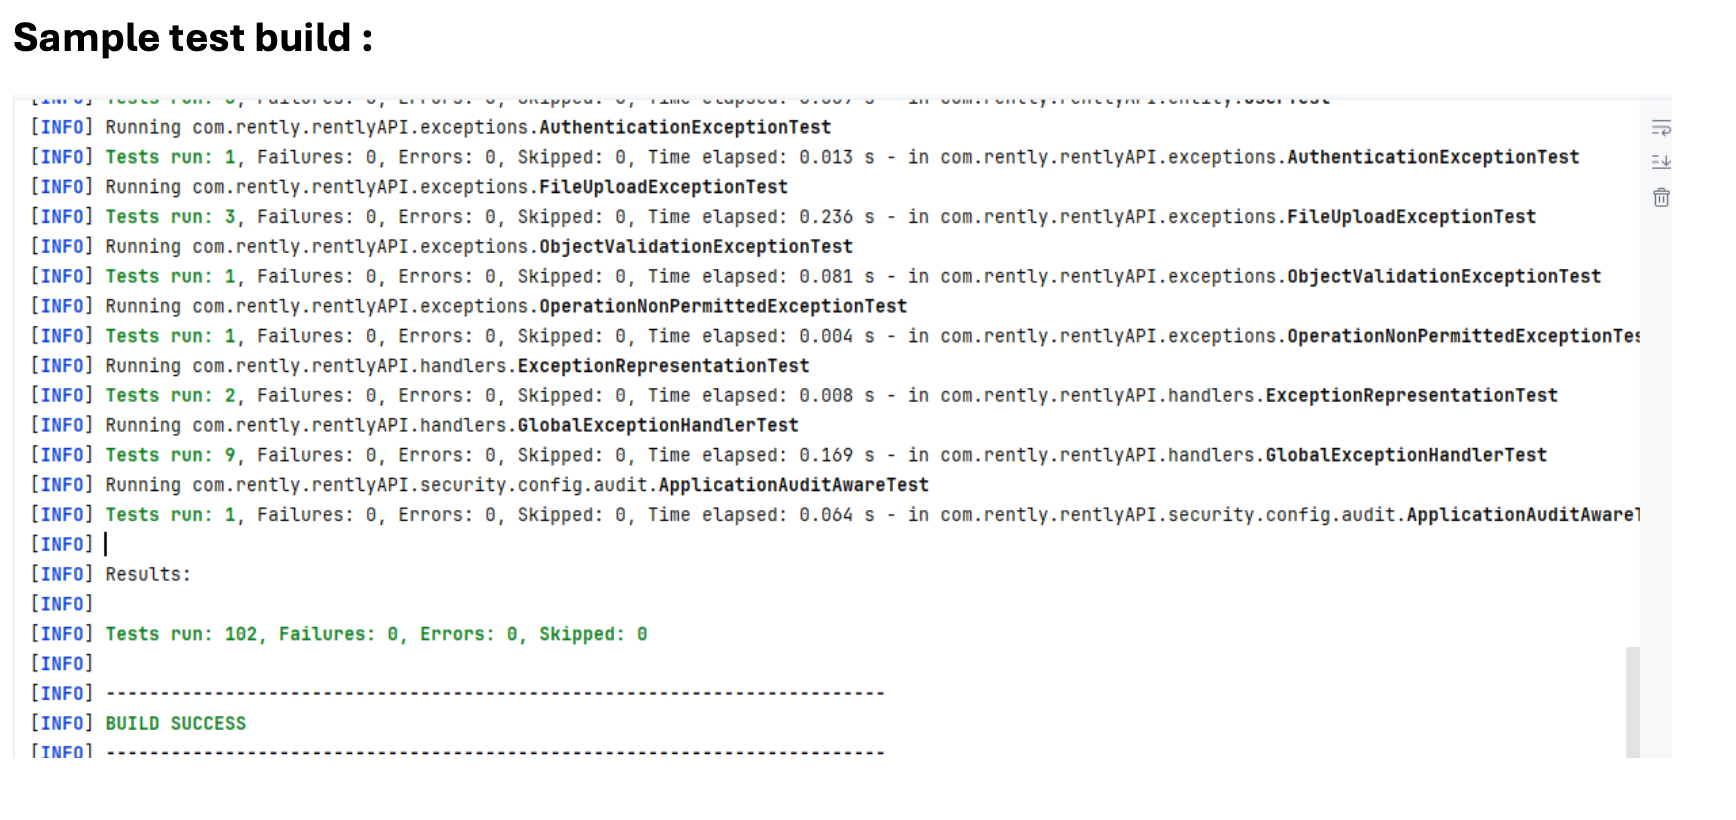 Sample test build :
[INFO] Running com.rently.rentlyAPI.exceptions.AuthenticationExceptionTest
[INFO] Tests run: 1, Failures: 0, Errors: 0, Skipped: 0, Time elapsed: 0.013 s - in com.rently.rentlyAPI.exceptions.AuthenticationExceptionTest
[INFO] Running com.rently.rentlyAPI.exceptions.FileUploadExceptionTest
[INFO] Tests run: 3, Failures: 0, Errors: 0, Skipped: 0, Time elapsed: 0.236 s - in com.rently.rentlyAPI.exceptions.FileUploadExceptionTest
[INFO] Running com.rently.rentlyAPI.exceptions.ObjectValidationExceptionTest
[INFO] Tests run: 1, Failures: 0, Errors: 0, Skipped: 0, Time elapsed: 0.081 s - in com.rently.rentlyAPI.exceptions.ObjectValidationExceptionTest
[INFO] Running com.rently.rentlyAPI.exceptions.OperationNonPermittedExceptionTest
[INFO] Tests run: 1, Failures: 0, Errors: 0, Skipped: 0, Time elapsed: 0.004 s - in com.rently.rentlyAPI.exceptions.OperationNonPermittedExceptionTes
[INFO] Running com.rently.rentlyAPI.handlers.ExceptionRepresentationTest
[INFO] Tests run: 2, Failures: 0, Errors: 0, Skipped: 0, Time elapsed: 0.008 s - in com.rently.rentlyAPI.handlers.ExceptionRepresentationTest
[INFO] Running com.rently.rentlyAPI.handlers.GlobalExceptionHandlerTest
[INFO] Tests run: 9, Failures: 0, Errors: 0, Skipped: 0, Time elapsed: 0.169 s - in com.rently.rentlyAPI.handlers.GlobalExceptionHandlerTest
[INFO] Running com.rently.rentlyAPI.security.config.audit.ApplicationAuditAwareTest
[INFO] Tests run: 1, Failures: 0, Errors: 0, Skipped: 0, Time elapsed: 0.064 s - in com.rently.rentlyAPI.security.config.audit.ApplicationAuditAwareT
[INFO]
[INFO] Results:
[INFO]
[INFO] Tests run: 102, Failures: 0, Errors: 0, Skipped: 0
[INFO]
[INFO] ------------------------------------------------------------------------
[INFO] BUILD SUCCESS
[INFO] ------------------------------------------------------------------------